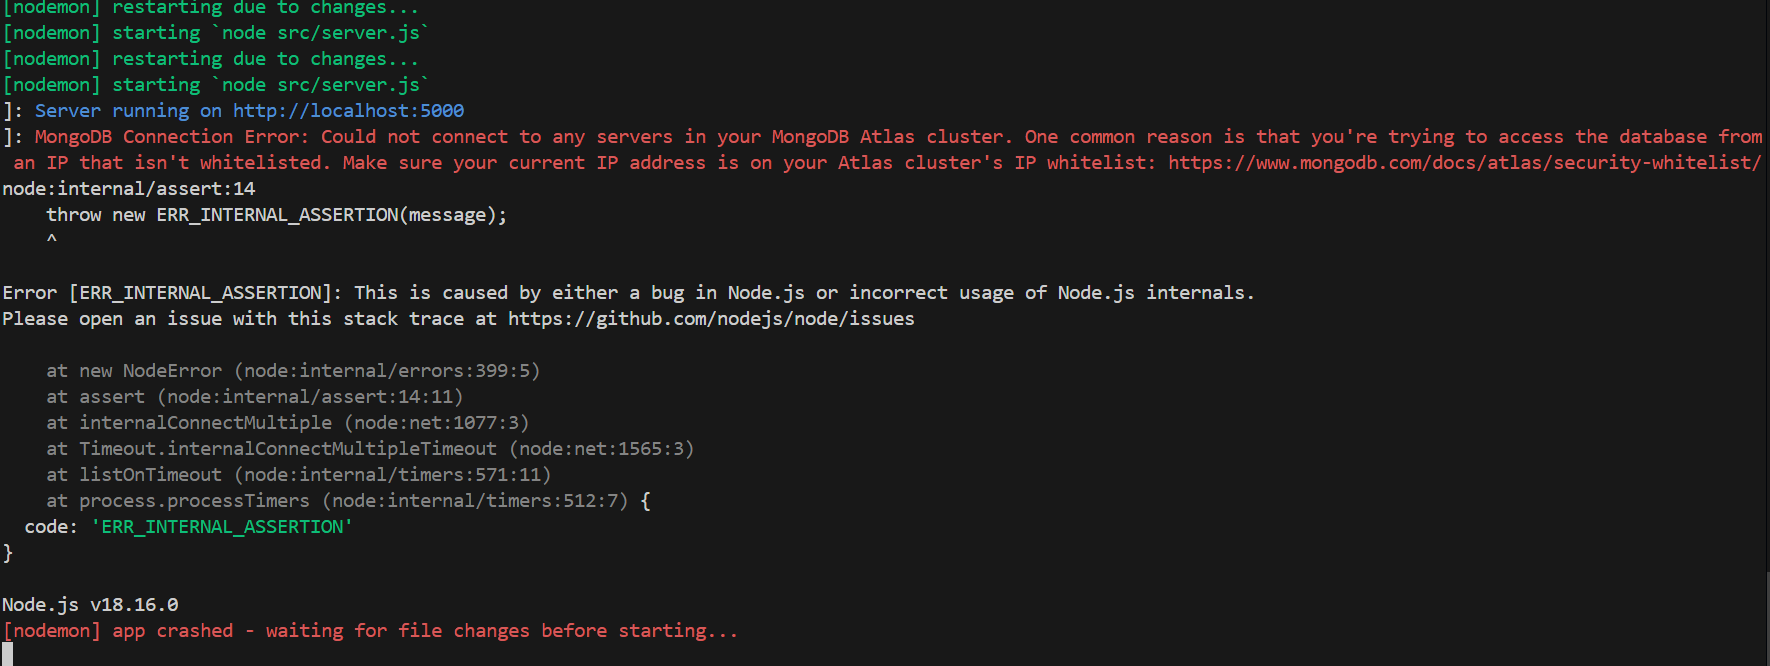 [nodemon] restarting due to changes...
[nodemon] starting `node src/server.js`
[nodemon] restarting due to changes...
[nodemon] starting `node src/server.js`
]: Server running on http://localhost:5000
]: MongoDB Connection Error: Could not connect to any servers in your MongoDB Atlas cluster. One common reason is that you're trying to access the database from
 an IP that isn't whitelisted. Make sure your current IP address is on your Atlas cluster's IP whitelist: https://www.mongodb.com/docs/atlas/security-whitelist/
node:internal/assert:14
    throw new ERR_INTERNAL_ASSERTION(message);
    ^
Error [ERR_INTERNAL_ASSERTION]: This is caused by either a bug in Node.js or incorrect usage of Node.js internals.
Please open an issue with this stack trace at https://github.com/nodejs/node/issues
    at new NodeError (node:internal/errors:399:5)
    at assert (node:internal/assert:14:11)
    at internalConnectMultiple (node:net:1077:3)
    at Timeout.internalConnectMultipleTimeout (node:net:1565:3)
    at listOnTimeout (node:internal/timers:571:11)
    at process.processTimers (node:internal/timers:512:7) {
  code: 'ERR_INTERNAL_ASSERTION'
}
Node.js v18.16.0
[nodemon] app crashed - waiting for file changes before starting...